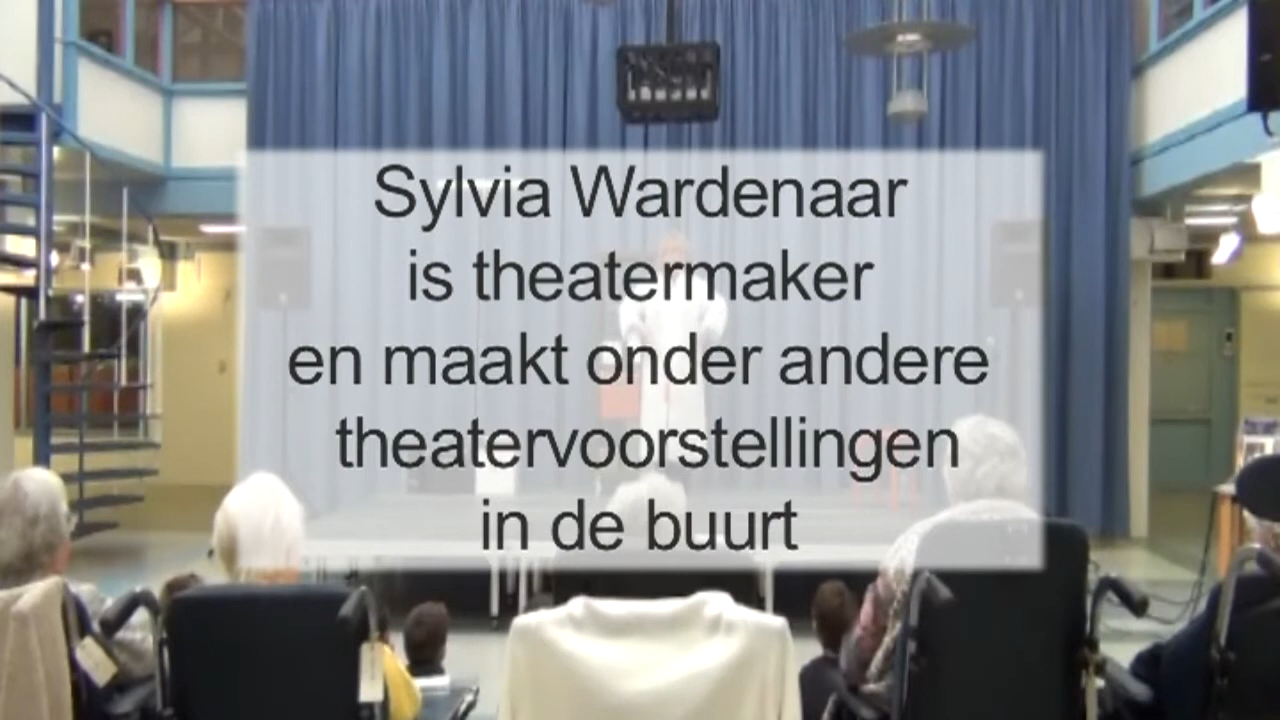 Sylvia Wardenaar
is theatermaker
en maakt onder andere
theatervoorstellingen
in de buurt